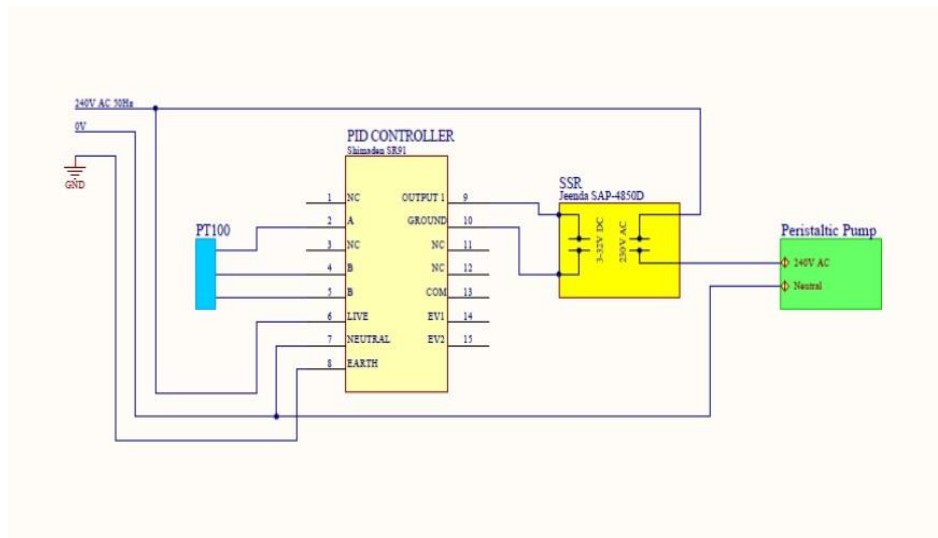 240V AC 50Hz
0V
GND
PT100
PID CONTROLLER
Shimaden SR91
1 NC
2 A
3 NC
4 B
5 B
6 LIVE
7 NEUTRAL
8 EARTH
OUTPUT 1 9
GROUND 10
NC 11
NC 12
COM 13
EV1 14
EV2 15
SSR
Jeenda SAP-4850D
3-32V DC
230V AC
Peristaltic Pump
240V AC
Neutral